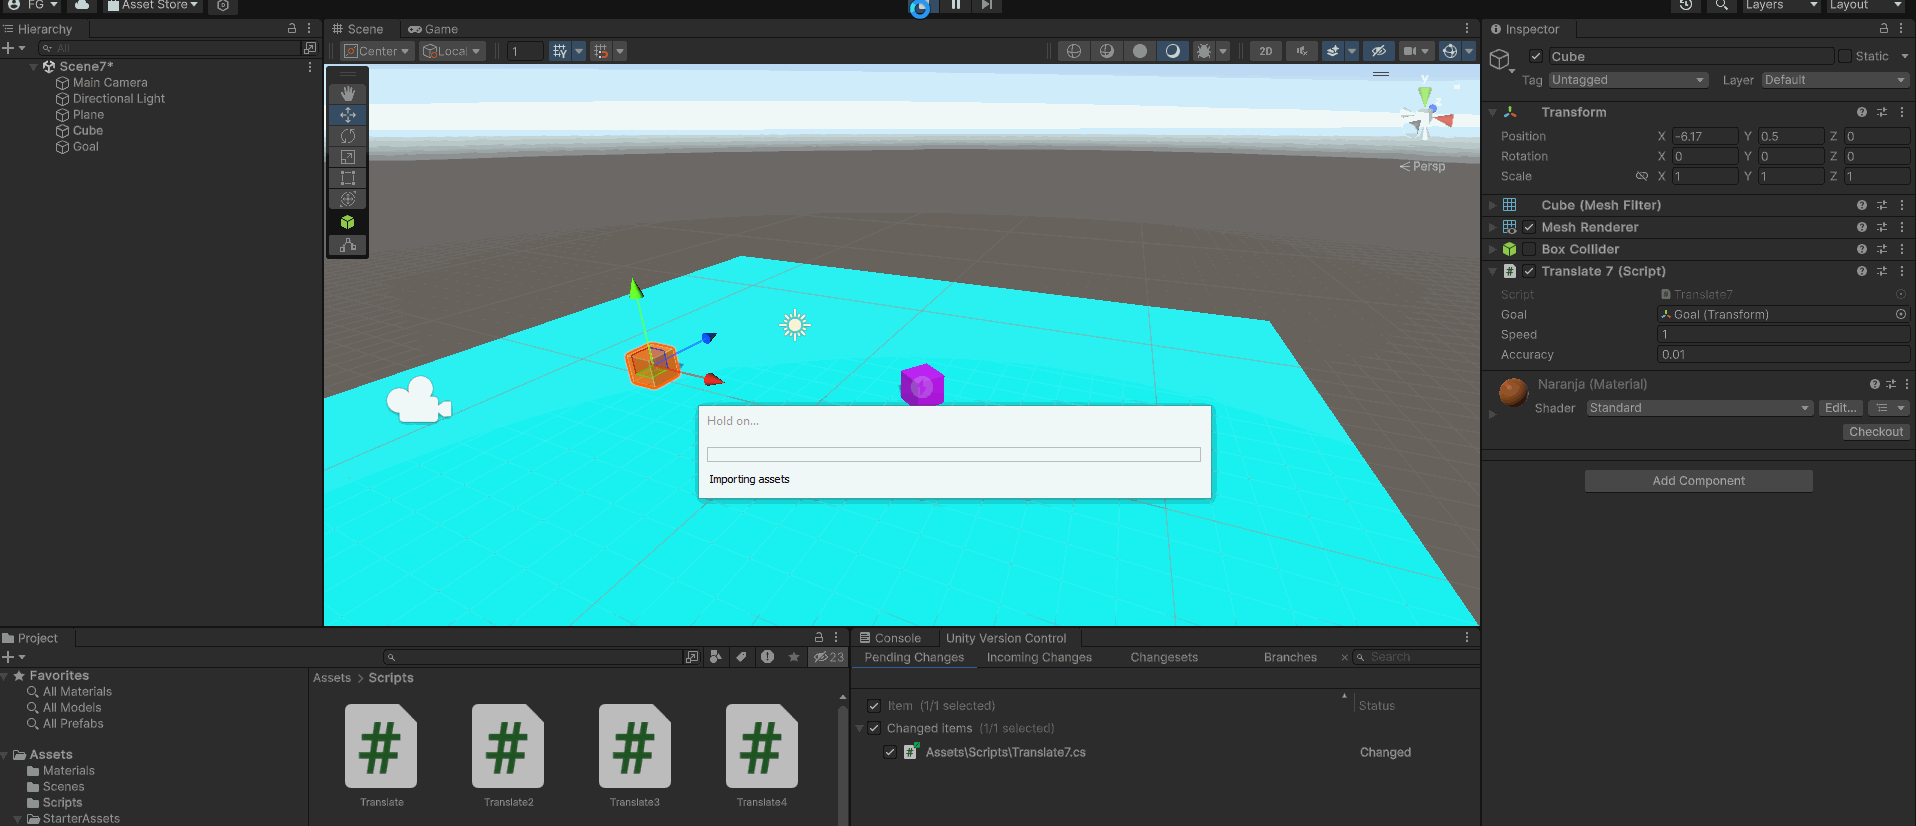 FG Asset Store Layers Layout
Hierarchy
All
Scene7*
Main Camera
Directional Light
Plane
Cube
Goal
Scene Game
Center Local 1 2D
y
Persp
Hold on...
Importing assets
Inspector
Cube Static
Tag Untagged Layer Default
Transform
Position X -6.17 Y 0.5 Z 0
Rotation X 0 Y 0 Z 0
Scale X 1 Y 1 Z 1
Cube (Mesh Filter)
Mesh Renderer
Box Collider
# Translate 7 (Script)
Script Translate7
Goal Goal (Transform)
Speed 1
Accuracy 0.01
Naranja (Material)
Shader Standard Edit...
Checkout
Add Component
Project
23
Favorites
All Materials
All Models
All Prefabs
Assets
Materials
Scenes
Scripts
StarterAssets
Assets > Scripts
# # # #
Translate Translate2 Translate3 Translate4
Console Unity Version Control
Pending Changes Incoming Changes Changesets Branches Search
Item (1/1 selected) Status
Changed items (1/1 selected)
# Assets\Scripts\Translate7.cs Changed